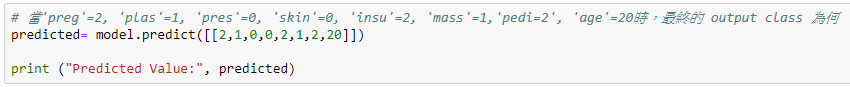 # 當'preg'=2, 'plas'=1, 'pres'=0, 'skin'=0, 'insu'=2, 'mass'=1,'pedi=2', 'age'=20時，最終的 output class 為何
predicted= model.predict([[2,1,0,0,2,1,2,20]])
print ("Predicted Value:", predicted)